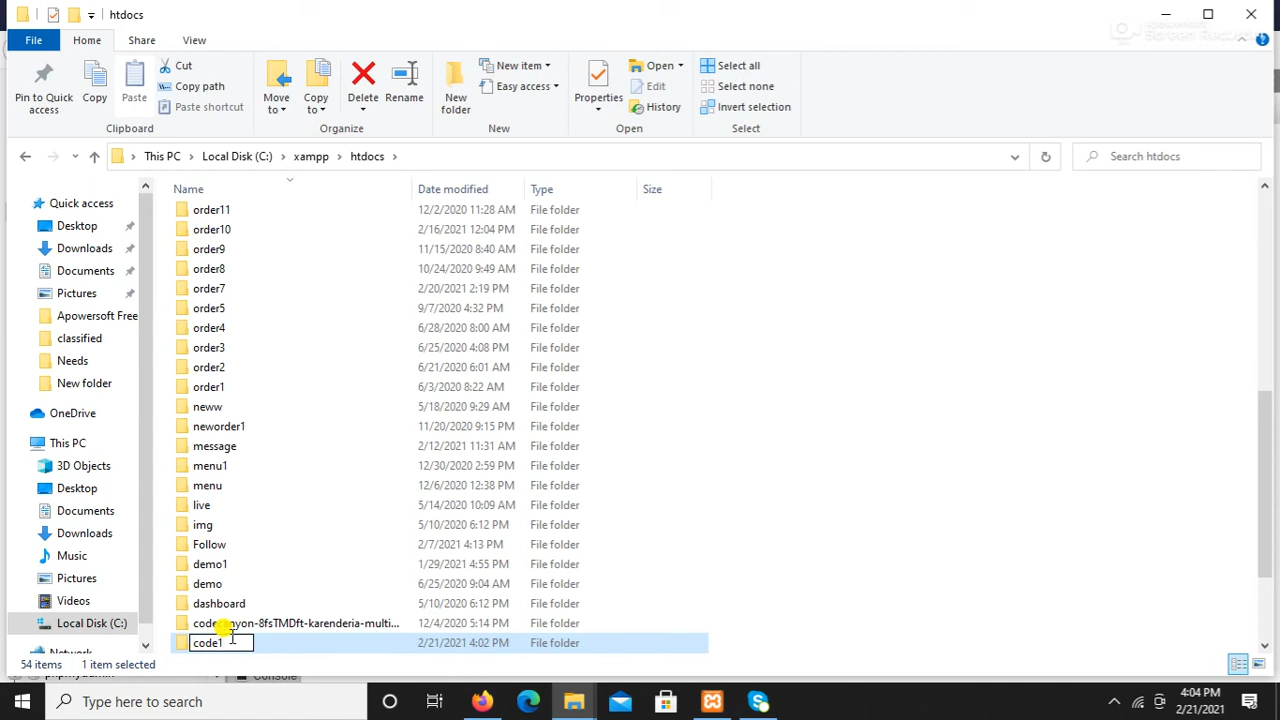 htdocs
File Home Share View
Pin to Quick access
Copy
Paste
Cut
Copy path
Paste shortcut
Clipboard
Move to
Copy to
Delete
Rename
Organize
New folder
New item
Easy access
New
Properties
Open
Edit
History
Open
Select all
Select none
Invert selection
Select
This PC Local Disk (C:) xampp htdocs
Search htdocs
Name Date modified Type Size
Quick access
Desktop
Downloads
Documents
Pictures
Apowersoft Free
classified
Needs
New folder
OneDrive
This PC
3D Objects
Desktop
Documents
Downloads
Music
Pictures
Videos
Local Disk (C:)
Network
order11 12/2/2020 11:28 AM File folder
order10 2/16/2021 12:04 PM File folder
order9 11/15/2020 8:40 AM File folder
order8 10/24/2020 9:49 AM File folder
order7 2/20/2021 2:19 PM File folder
order5 9/7/2020 4:32 PM File folder
order4 6/28/2020 8:00 AM File folder
order3 6/25/2020 4:08 PM File folder
order2 6/21/2020 6:01 AM File folder
order1 6/3/2020 8:22 AM File folder
neww 5/18/2020 9:29 AM File folder
neworder1 11/20/2020 9:15 PM File folder
message 2/12/2021 11:31 AM File folder
menu1 12/30/2020 2:59 PM File folder
menu 12/6/2020 12:38 PM File folder
live 5/14/2020 10:09 AM File folder
img 5/10/2020 6:12 PM File folder
Follow 2/7/2021 4:13 PM File folder
demo1 1/29/2021 4:55 PM File folder
demo 6/25/2020 9:04 AM File folder
dashboard 5/10/2020 6:12 PM File folder
12/4/2020 5:14 PM File folder
code1 2/21/2021 4:02 PM File folder
54 items 1 item selected
phpmyadmin
Console
Type here to search
4:04 PM
2/21/2021